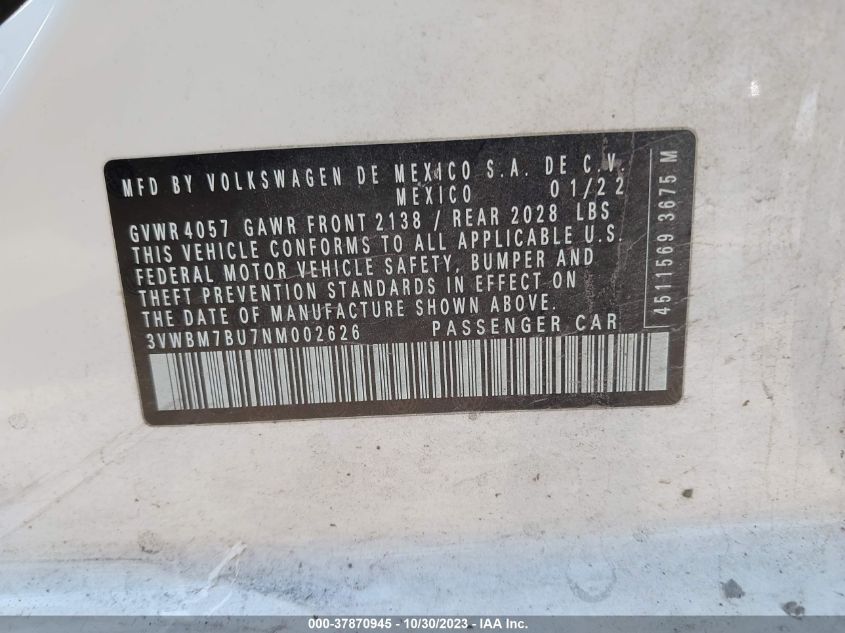 MFD BY VOLKSWAGEN DE MEXICO S.A. DE C.V.
MEXICO 01/22
GVWR 4057 GAWR FRONT 2138 / REAR 2028 LBS
THIS VEHICLE CONFORMS TO ALL APPLICABLE U.S.
FEDERAL MOTOR VEHICLE SAFETY, BUMPER AND
THEFT PREVENTION STANDARDS IN EFFECT ON
THE DATE OF MANUFACTURE SHOWN ABOVE.
3VWBM7BU7NM002626 PASSENGER CAR
4511569 3675 M
000-37870945 - 10/30/2023 - IAA Inc.